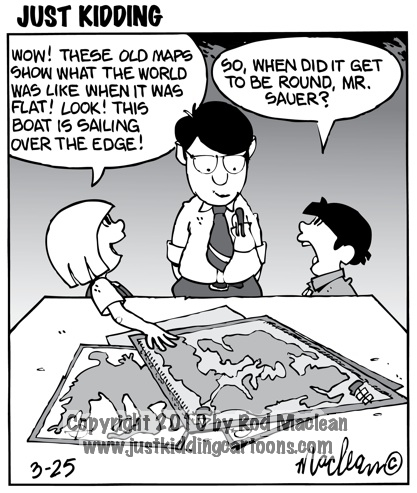 JUST KIDDING
WOW! THESE OLD MAPS
SHOW WHAT THE WORLD
WAS LIKE WHEN IT WAS
FLAT! LOOK! THIS
BOAT IS SAILING
OVER THE EDGE!
SO, WHEN DID IT GET
TO BE ROUND, MR.
SAUER?
Copyright 2010 by Rod Maclean
www.justkiddingcartoons.com
3-25
Maclean©